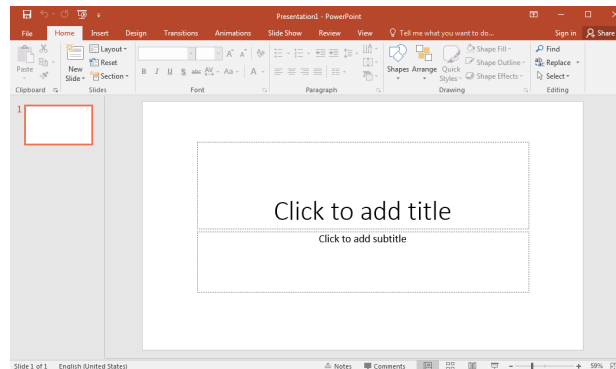 Presentation1 - PowerPoint
File Home Insert Design Transitions Animations Slide Show Review View Tell me what you want to do... Sign in Share
Paste New Slide Layout Reset Section B I U S abc AV Aa A A A Shapes Arrange Quick Styles Shape Fill Shape Outline Shape Effects Find Replace Select
Clipboard Slides Font Paragraph Drawing Editing
1
Click to add title
Click to add subtitle
Slide 1 of 1 English (United States) Notes Comments 59%